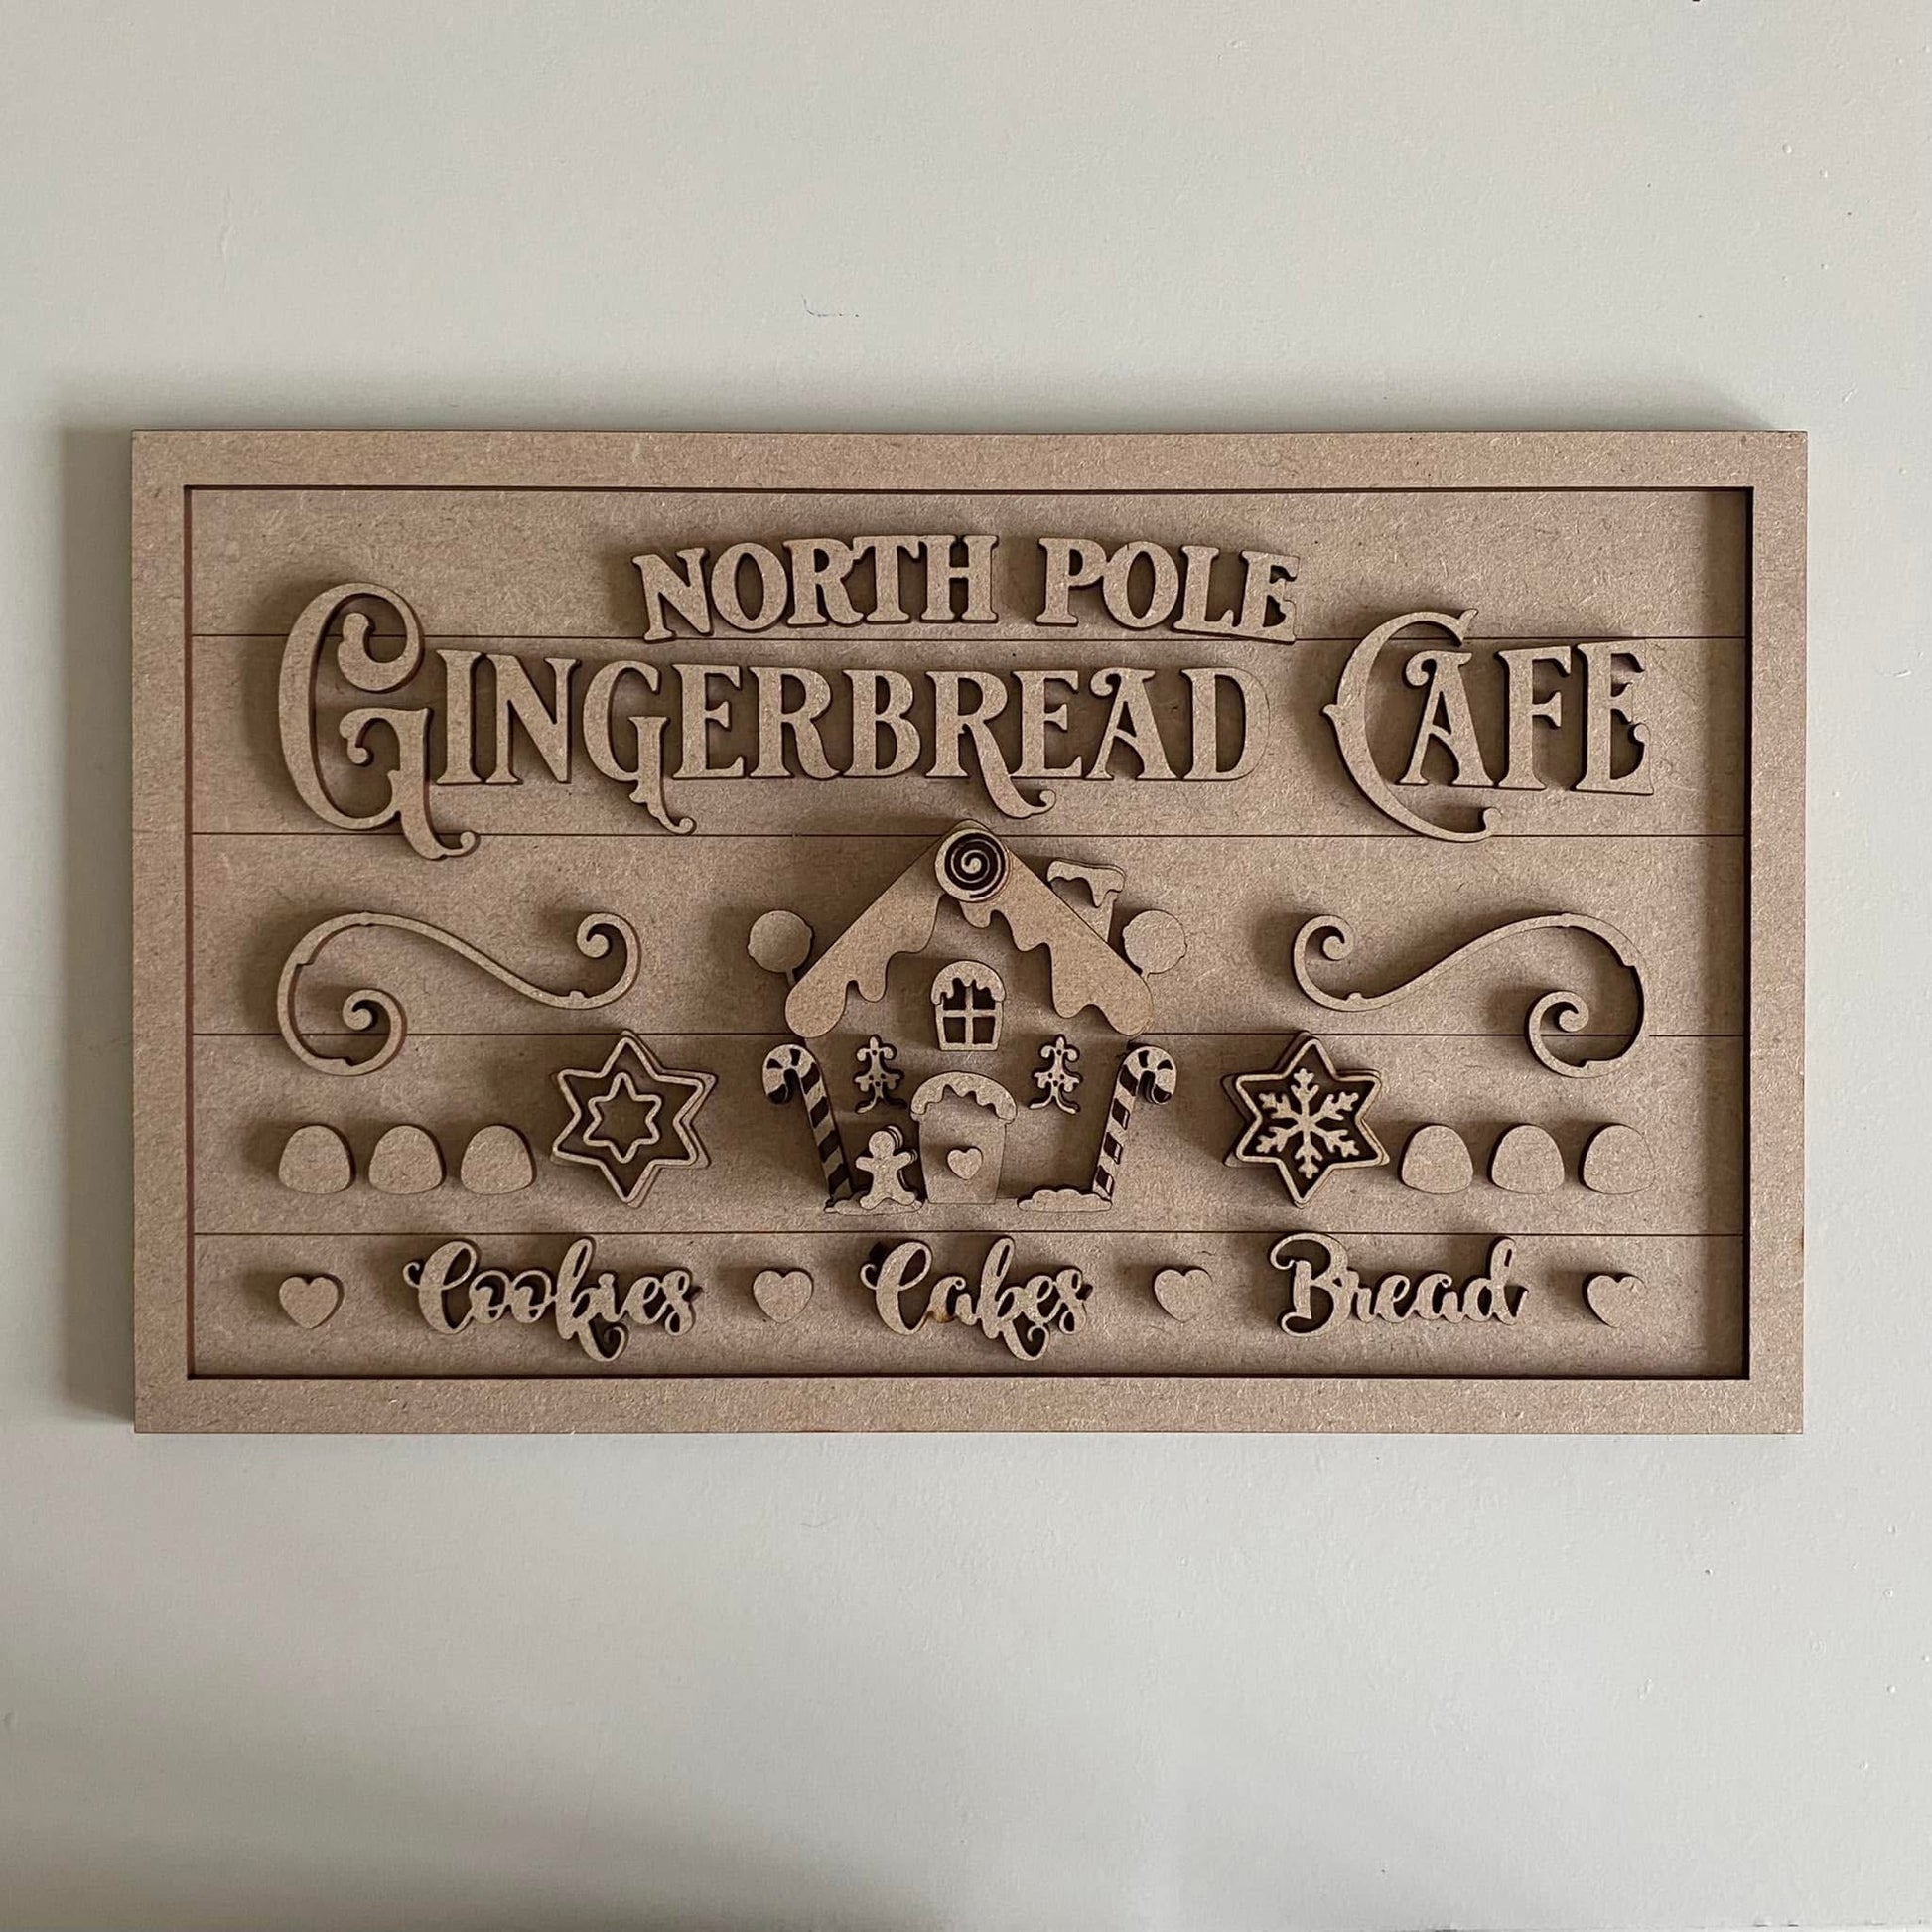 NORTH POLE
GINGERBREAD CAFE
Cookies Cakes Bread